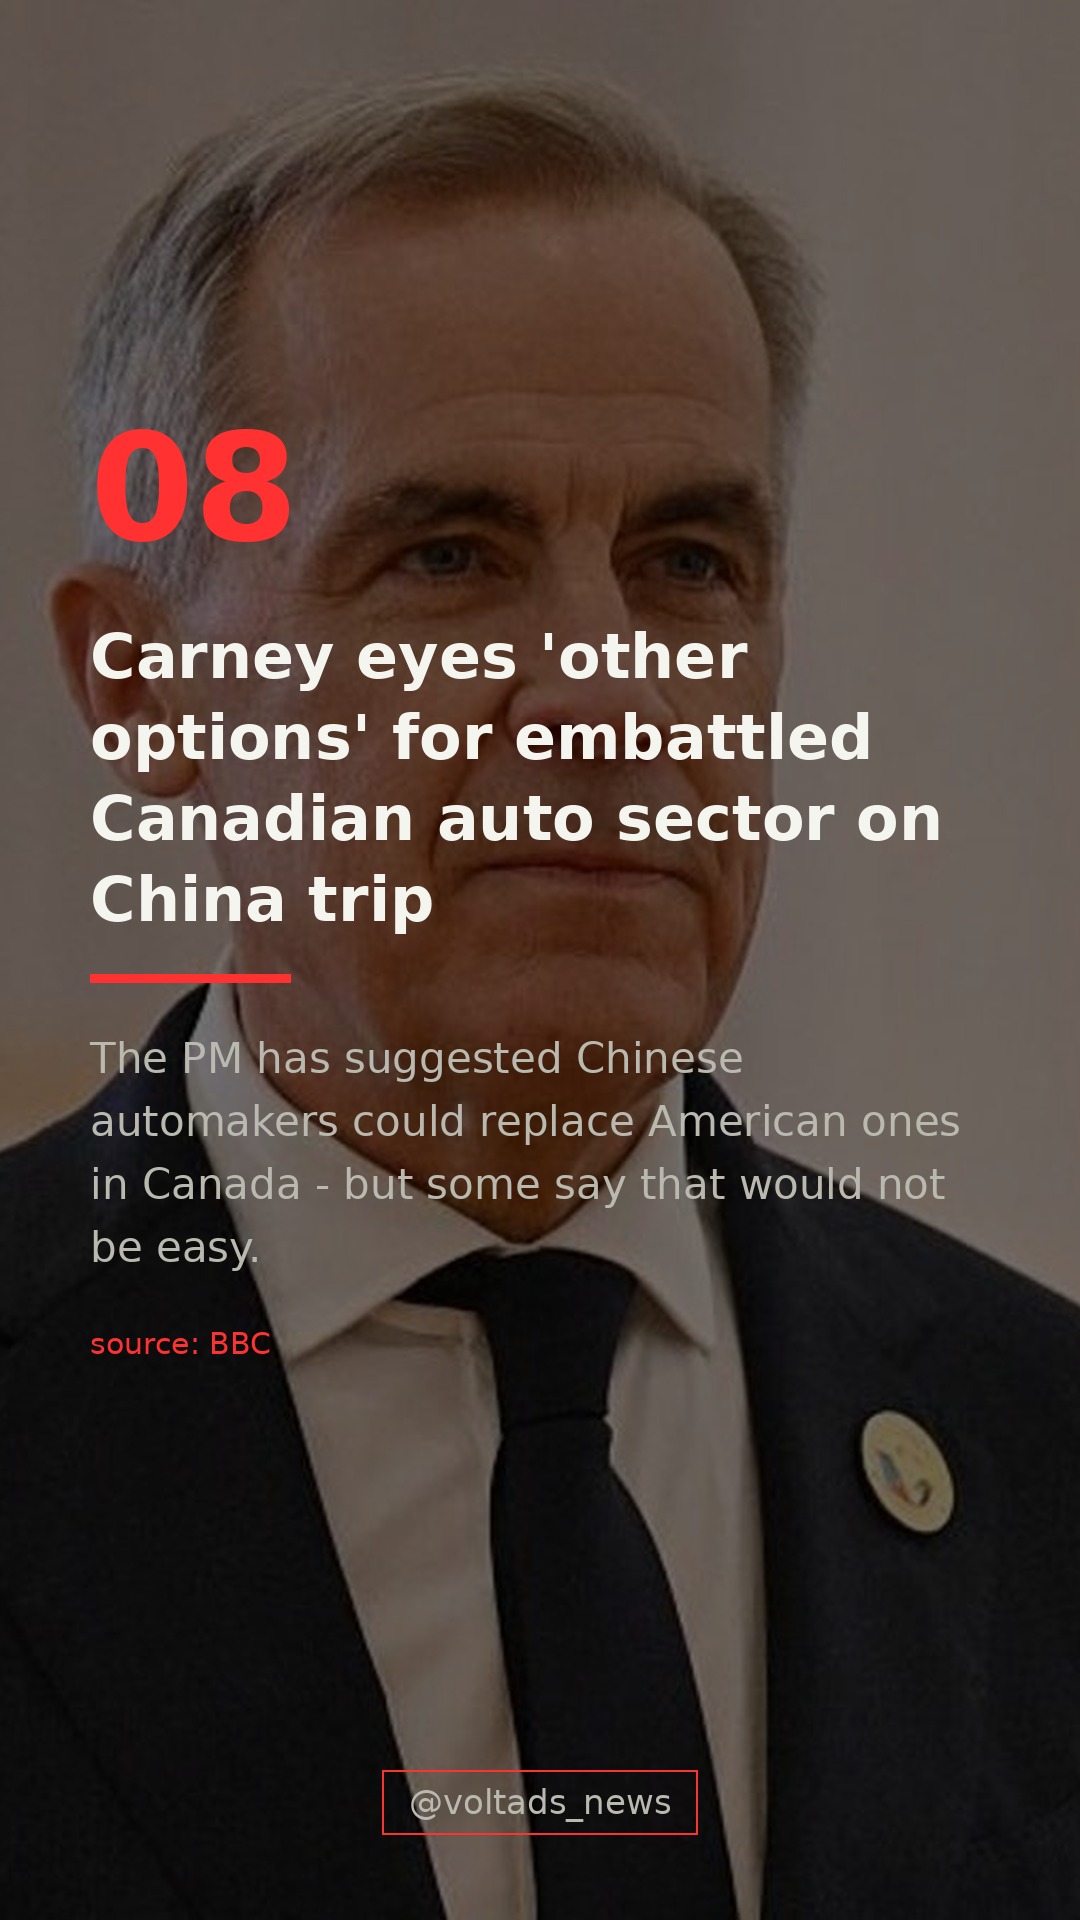 08
Carney eyes 'other
options' for embattled
Canadian auto sector on
China trip
The PM has suggested Chinese
automakers could replace American ones
in Canada - but some say that would not
be easy.
source: BBC
@voltads_news